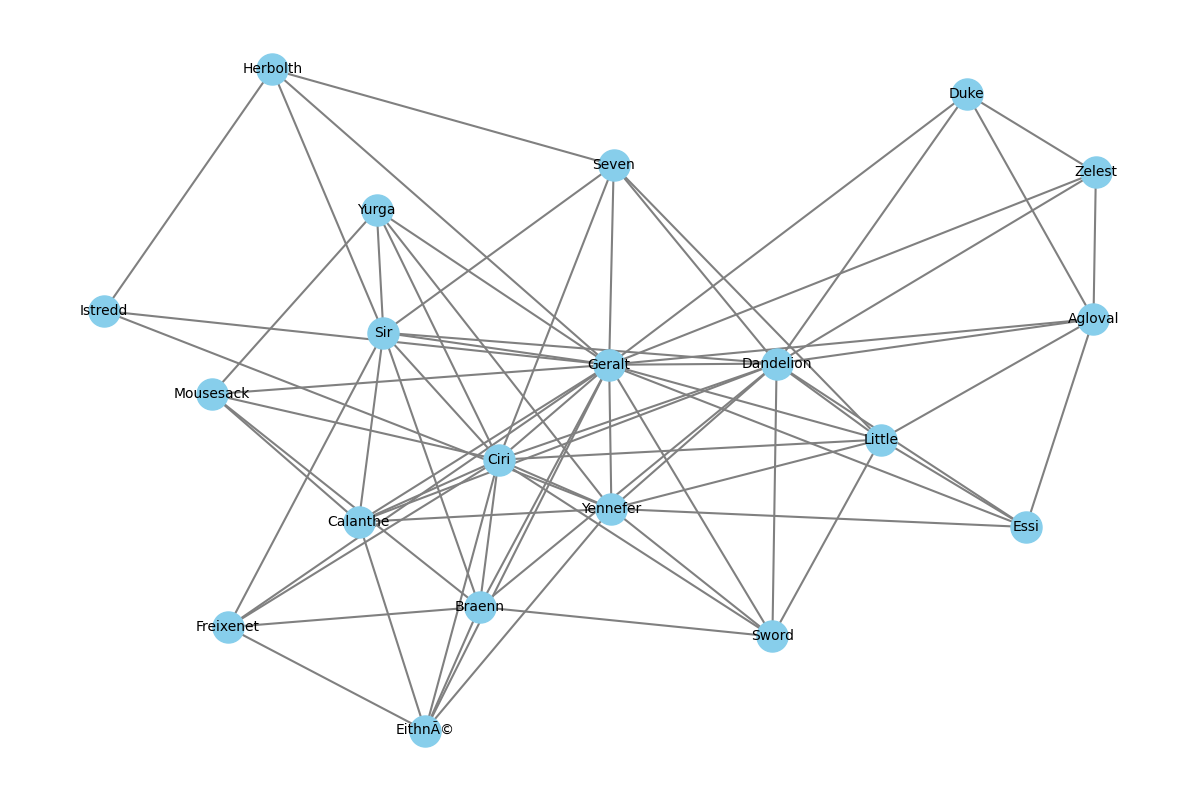 Herbolth
Duke
Seven
Zelest
Yurga
Istredd
Agloval
Sir
Geralt
Dandelion
Mousesack
Little
Ciri
Yennefer
Calanthe
Essi
Braenn
Freixenet
Sword
EithnÃ©